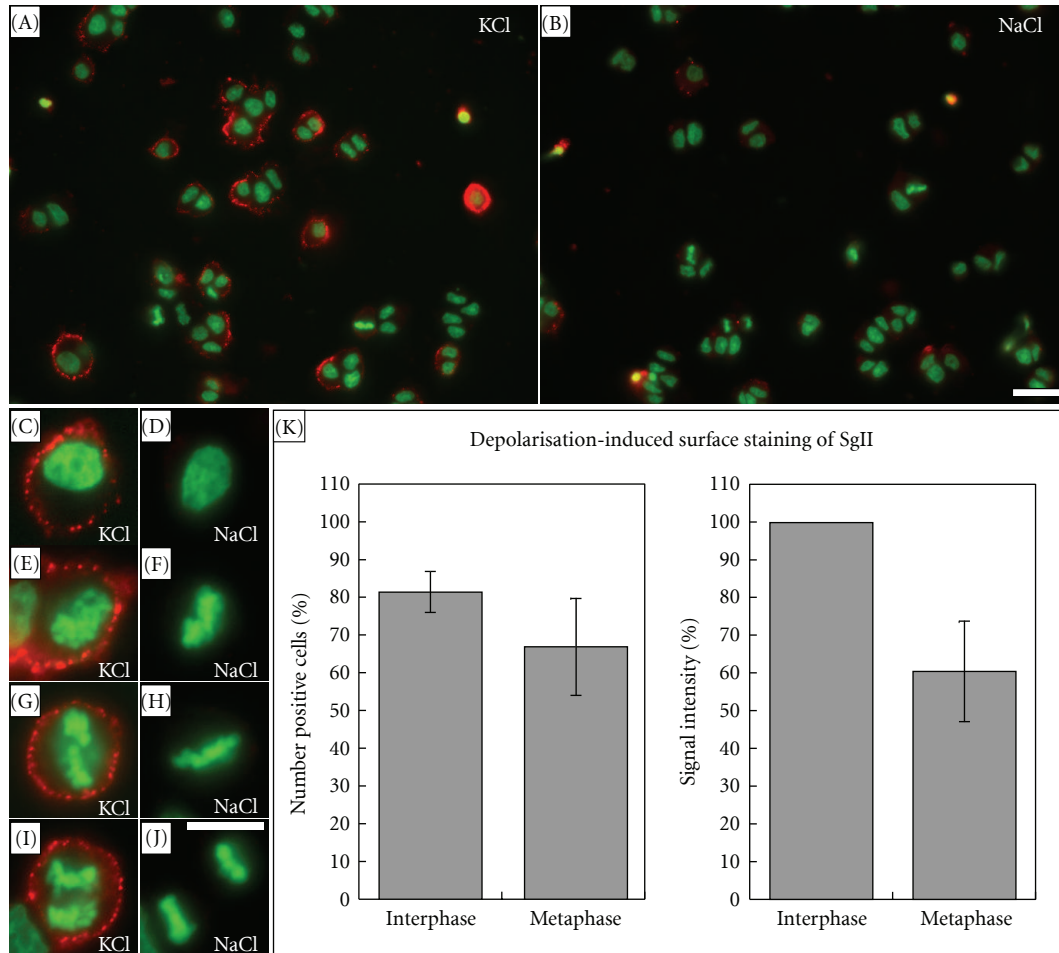 (A)
KCl
(B)
NaCl
(C)
KCl
(D)
NaCl
(E)
KCl
(F)
NaCl
(G)
KCl
(H)
NaCl
(I)
KCl
(J)
NaCl
(K)
Depolarisation-induced surface staining of SgII
Number positive cells (%)
110
100
90
80
70
60
50
40
30
20
10
0
Interphase Metaphase
Signal intensity (%)
110
100
90
80
70
60
50
40
30
20
10
0
Interphase Metaphase